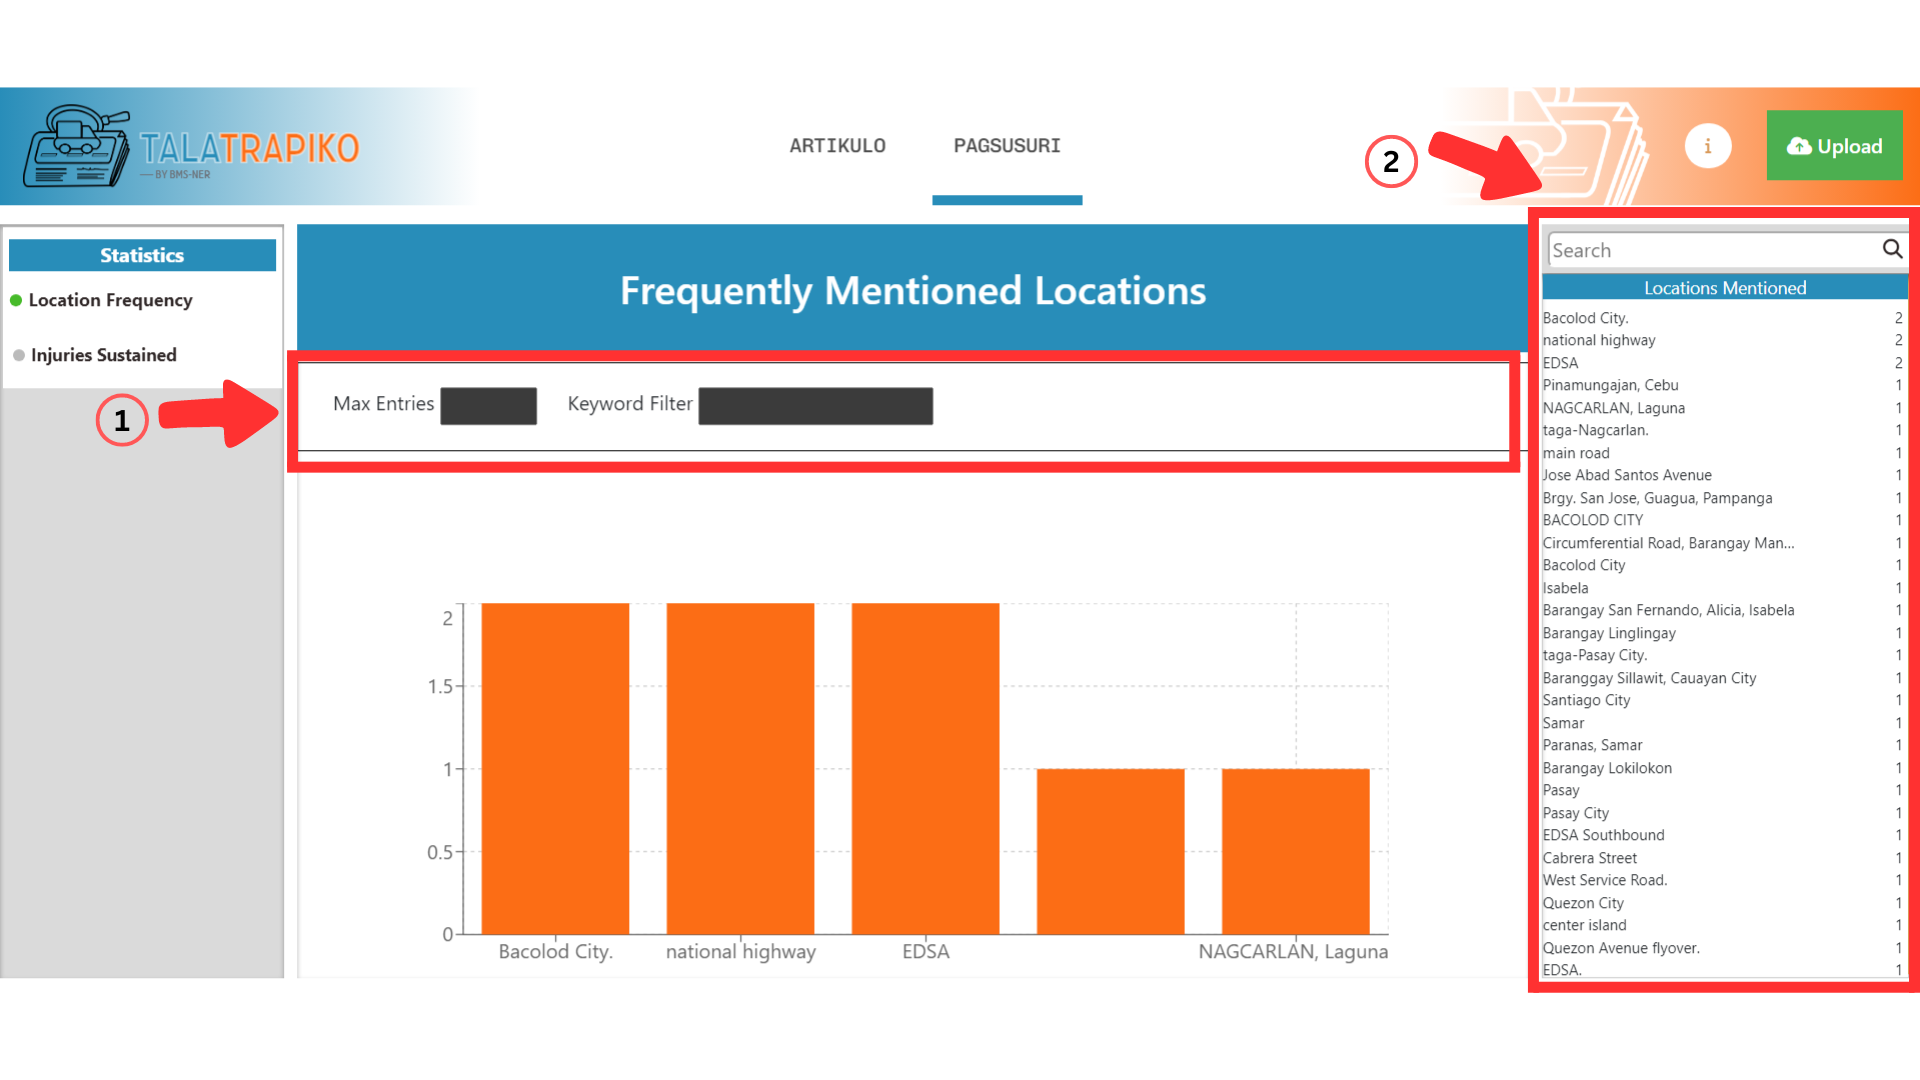 TALATRAPIKO
BY BMS-NER
ARTIKULO
PAGSUSURI
2
i
Upload
Statistics
Location Frequency
Injuries Sustained
1
Frequently Mentioned Locations
Max Entries
Keyword Filter
2
1.5
1
0.5
0
Bacolod City.
national highway
EDSA
NAGCARLAN, Laguna
Search
Locations Mentioned
Bacolod City. 2
national highway 2
EDSA 2
Pinamungajan, Cebu 1
NAGCARLAN, Laguna 1
taga-Nagcarlan. 1
main road 1
Jose Abad Santos Avenue 1
Brgy. San Jose, Guagua, Pampanga 1
BACOLOD CITY 1
Circumferential Road, Barangay Man... 1
Bacolod City 1
Isabela 1
Barangay San Fernando, Alicia, Isabela 1
Barangay Linglingay 1
taga-Pasay City. 1
Baranggay Sillawit, Cauayan City 1
Santiago City 1
Samar 1
Paranas, Samar 1
Barangay Lokilokon 1
Pasay 1
Pasay City 1
EDSA Southbound 1
Cabrera Street 1
West Service Road. 1
Quezon City 1
center island 1
Quezon Avenue flyover. 1
EDSA. 1